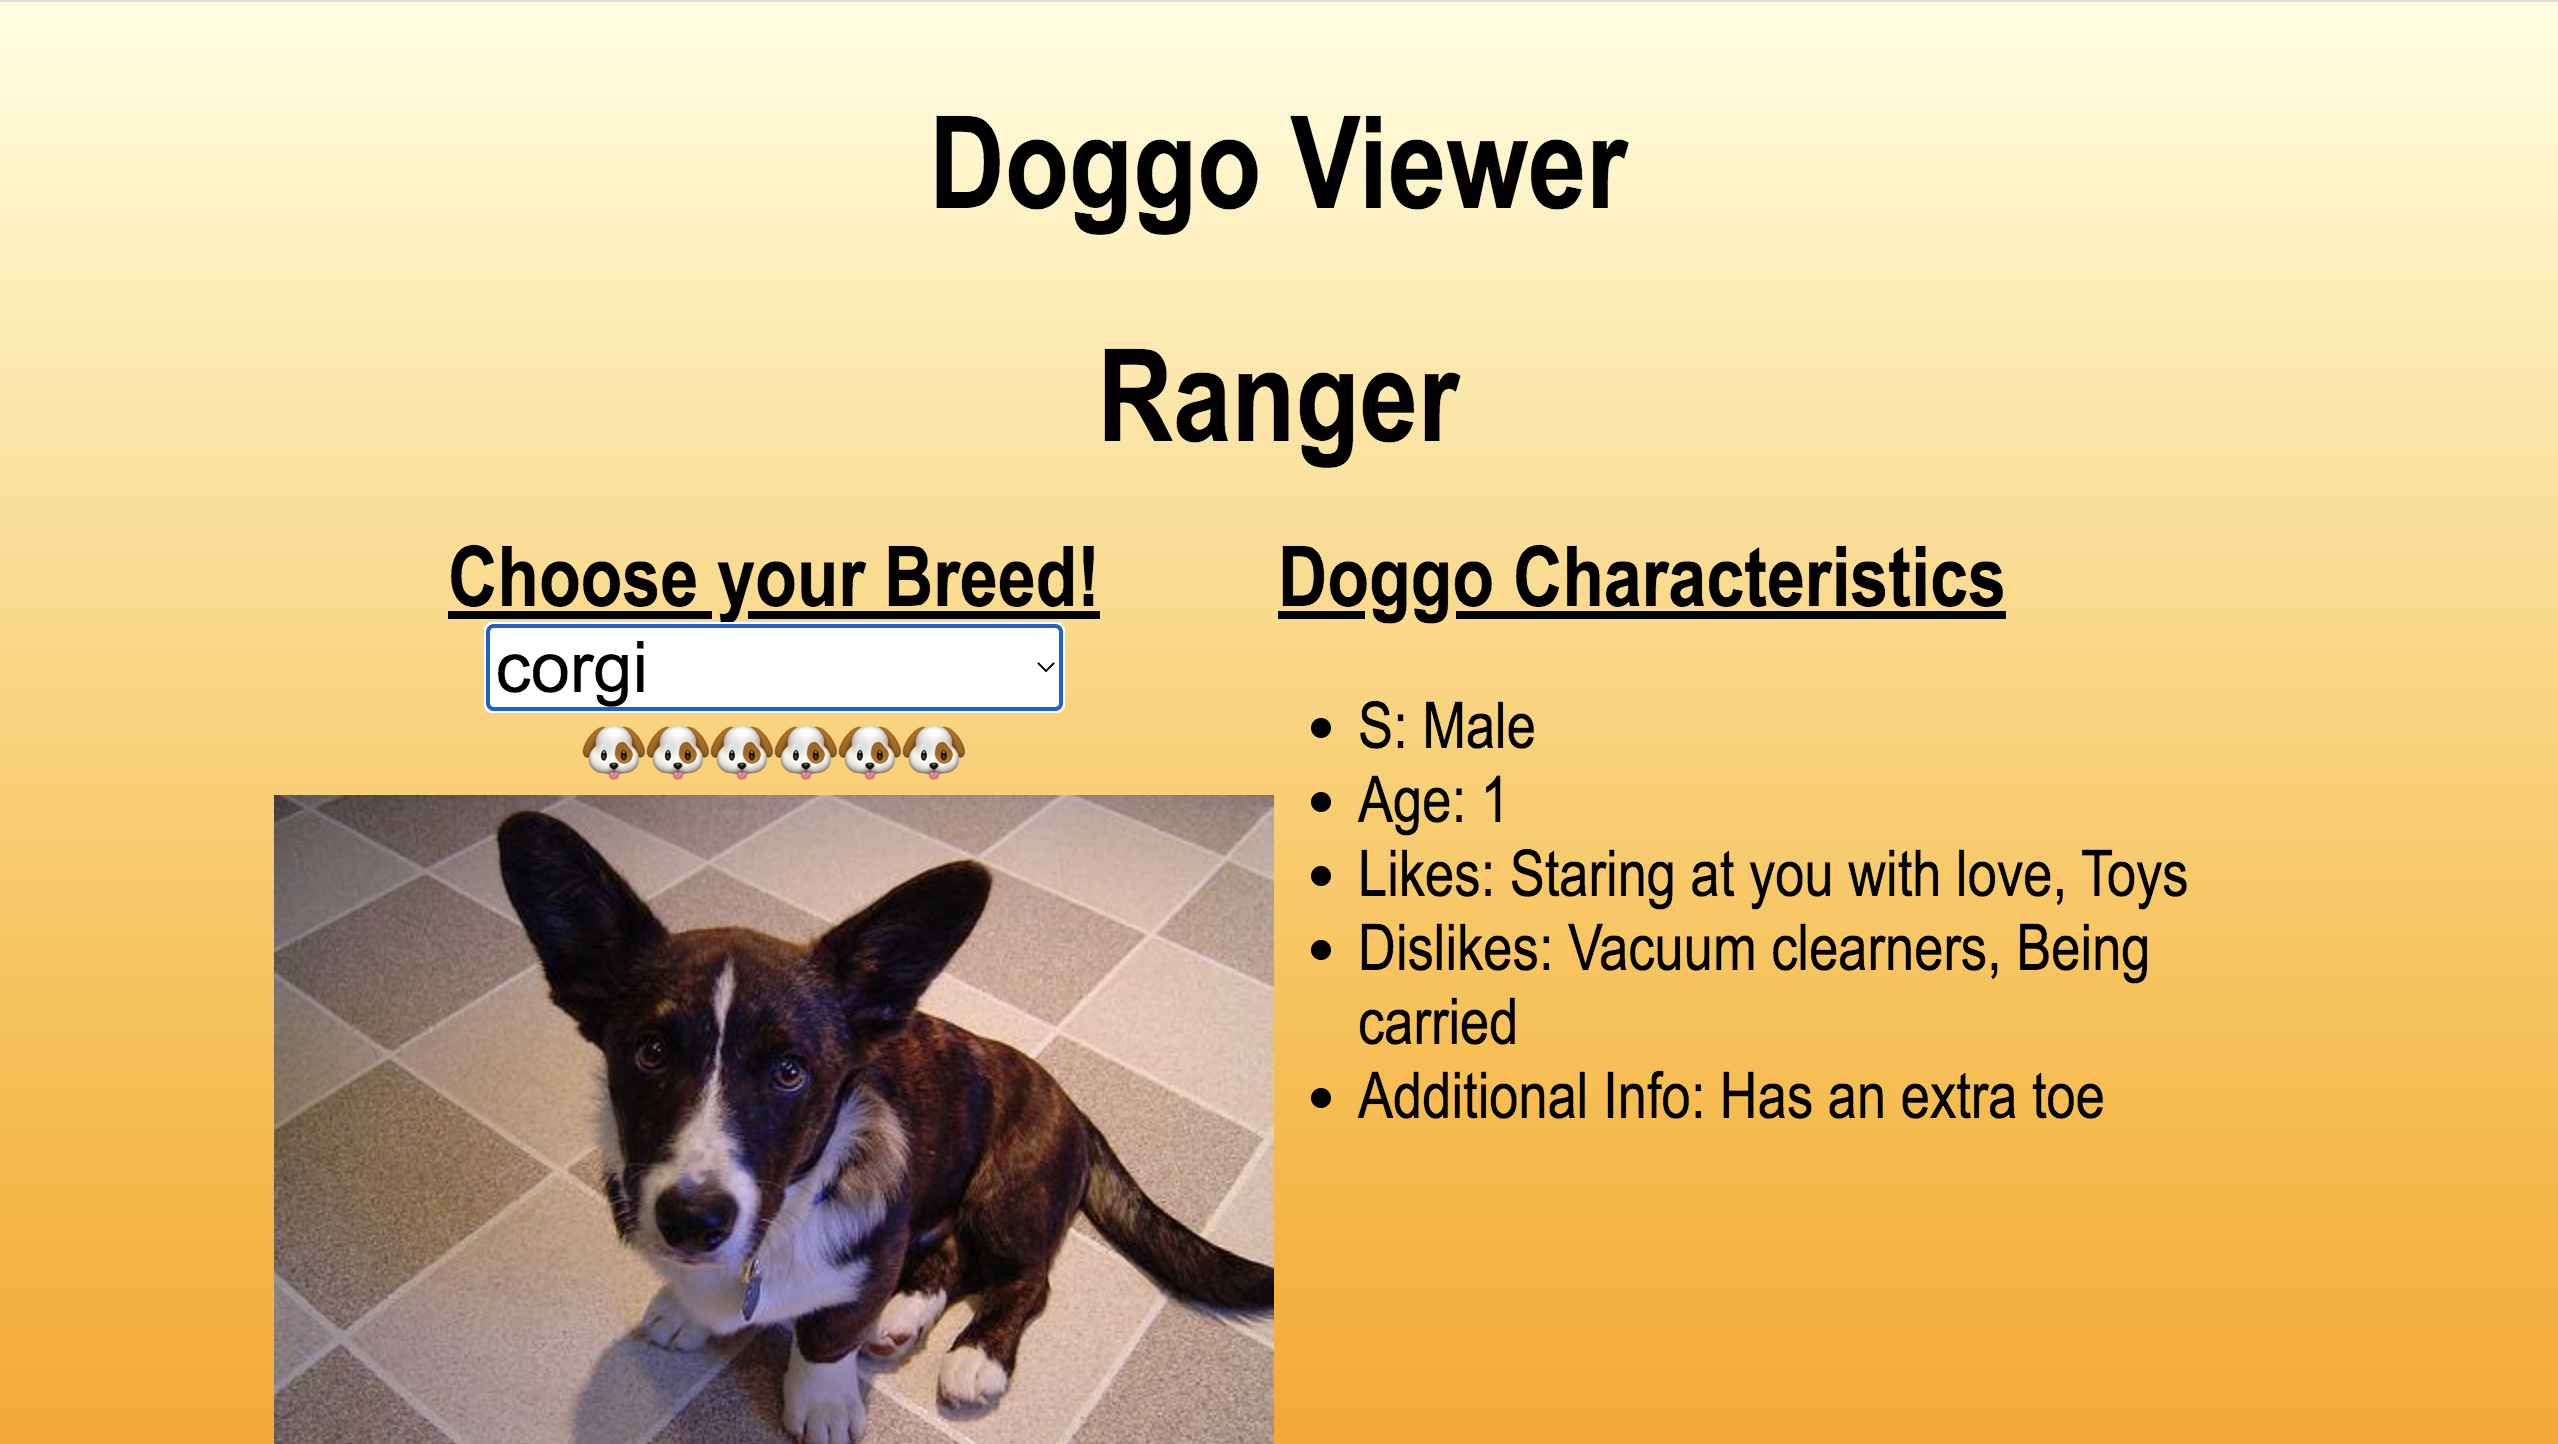 Doggo Viewer
Ranger
Choose your Breed!
corgi
🐶🐶🐶🐶🐶🐶
Doggo Characteristics
S: Male
Age: 1
Likes: Staring at you with love, Toys
Dislikes: Vacuum clearners, Being
carried
Additional Info: Has an extra toe